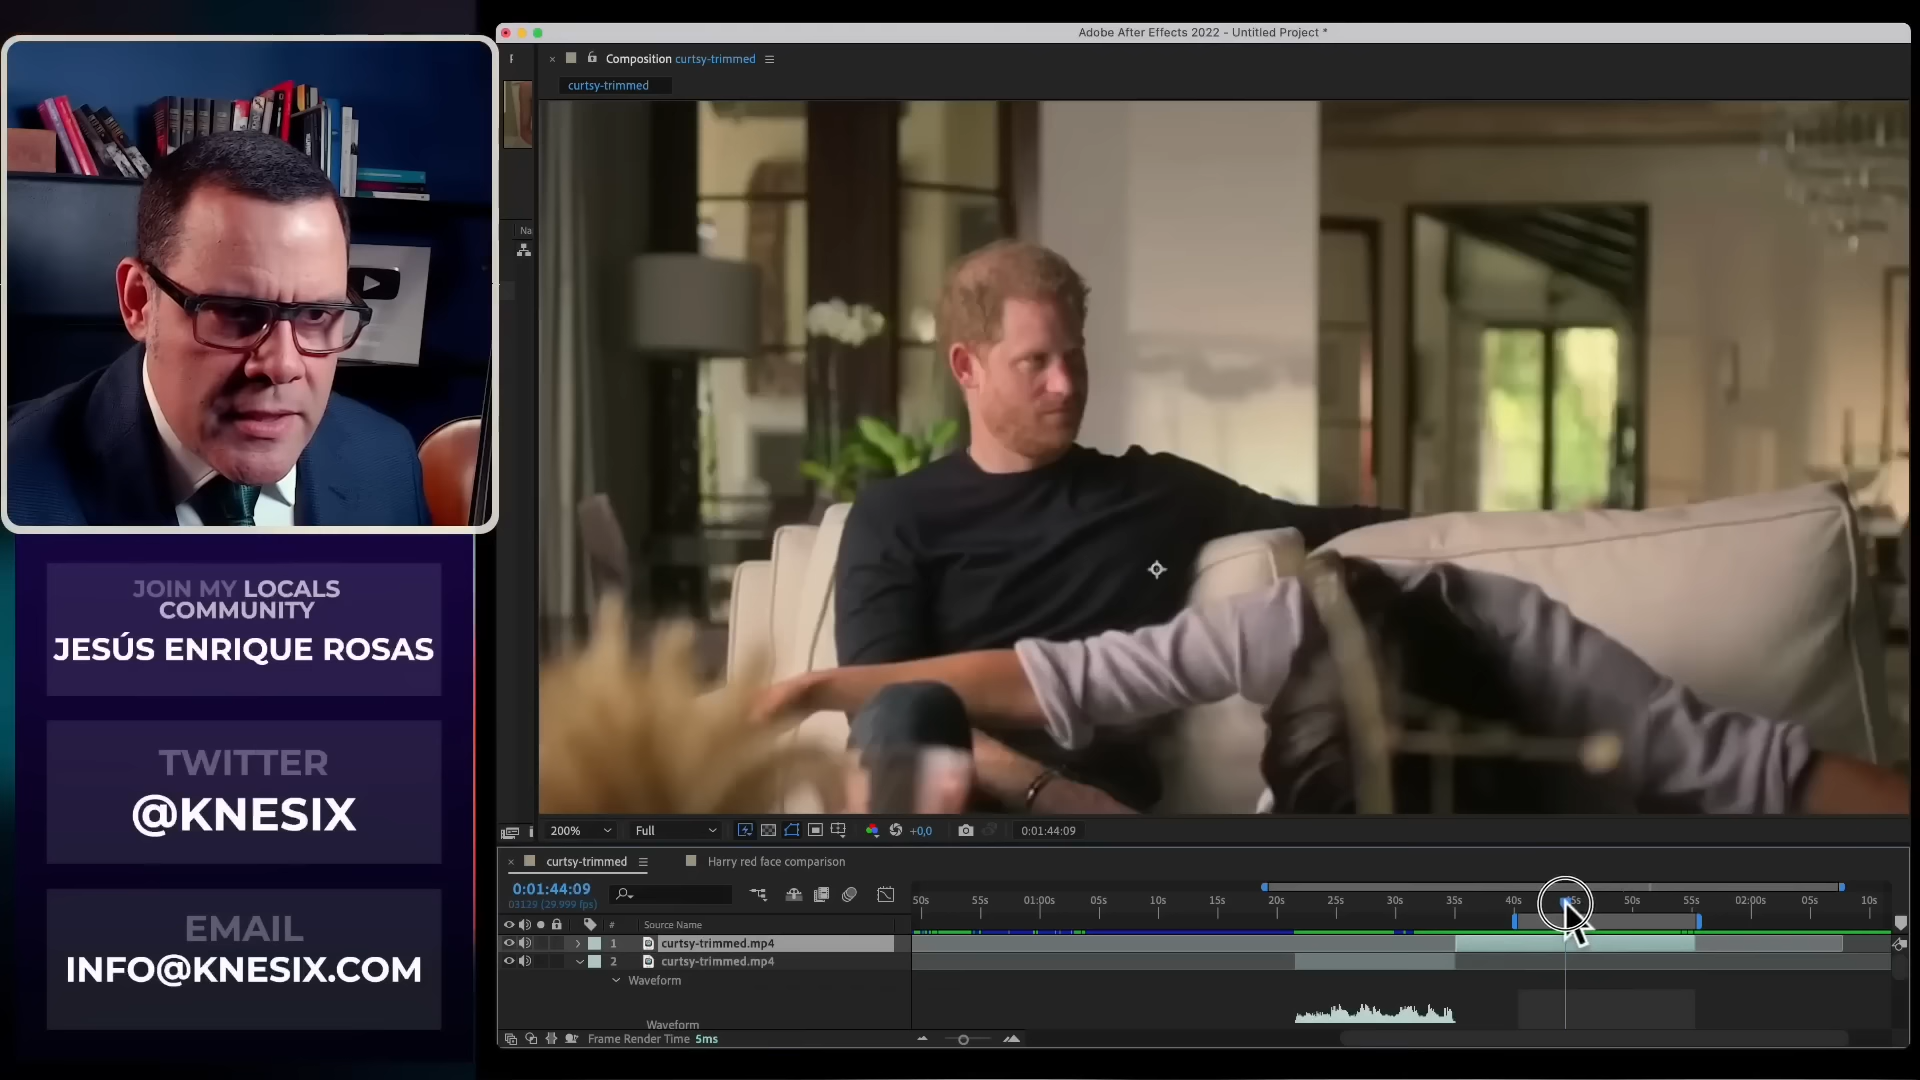 Adobe After Effects 2022 - Untitled Project *
Composition curtsy-trimmed
curtsy-trimmed
Na
JOIN MY LOCALS
COMMUNITY
JESÚS ENRIQUE ROSAS
TWITTER
@KNESIX
EMAIL
INFO@KNESIX.COM
200%
Full
+0,0
0:01:44:09
curtsy-trimmed
Harry red face comparison
0:01:44:09
03129 (29.999 fps)
50s 55s 01:00s 05s 10s 15s 20s 25s 30s 35s 40s 45s 50s 55s 02:00s 05s 10s
# Source Name
1 curtsy-trimmed.mp4
2 curtsy-trimmed.mp4
Waveform
Waveform
Frame Render Time 5ms